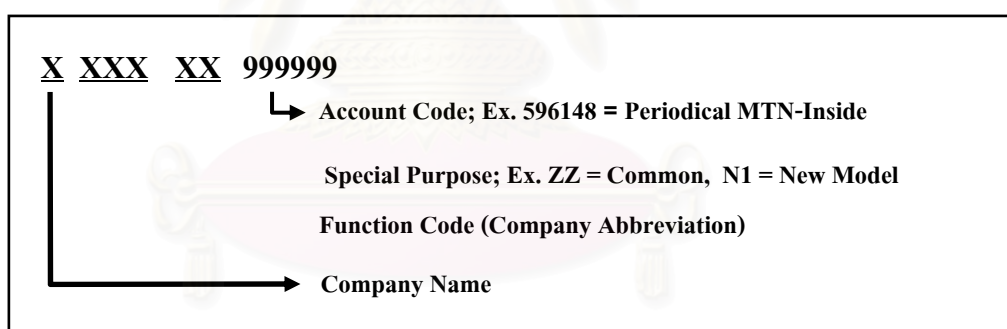 X XXX XX 999999
Account Code; Ex. 596148 = Periodical MTN-Inside
Special Purpose; Ex. ZZ = Common, N1 = New Model
Function Code (Company Abbreviation)
Company Name